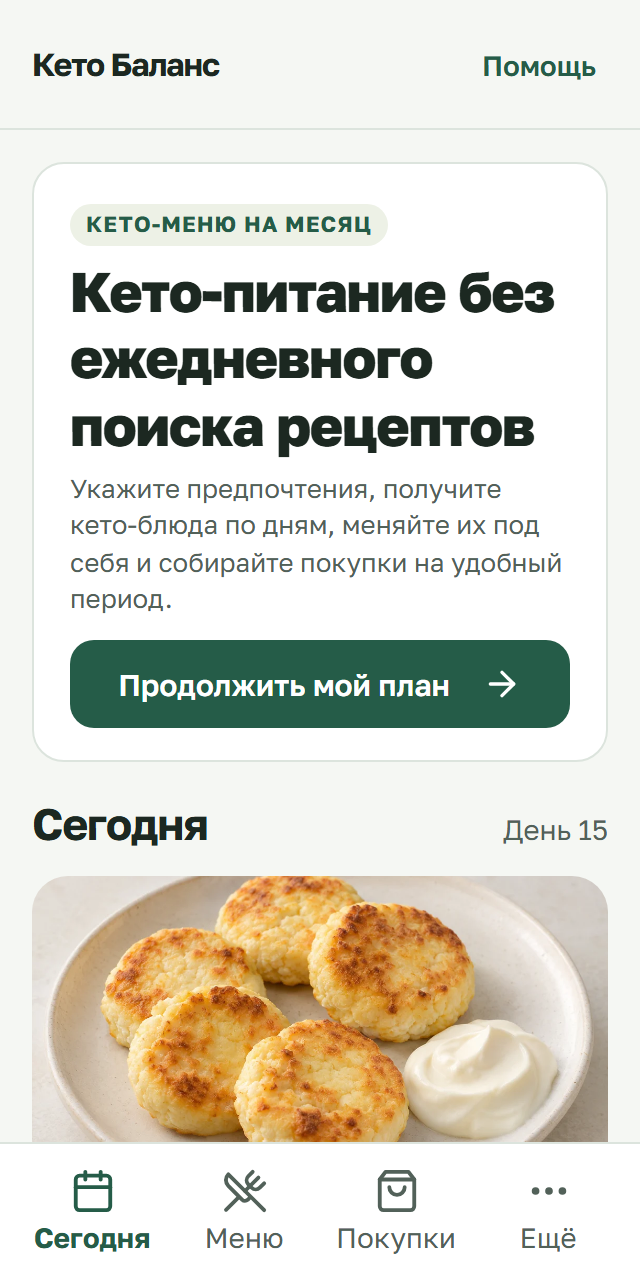 Кето Баланс
Помощь
КЕТО-МЕНЮ НА МЕСЯЦ
Кето-питание без
ежедневного
поиска рецептов
Укажите предпочтения, получите
кето-блюда по дням, меняйте их под
себя и собирайте покупки на удобный
период.
Продолжить мой план
Сегодня
День 15
Сегодня
Меню
Покупки
Ещё